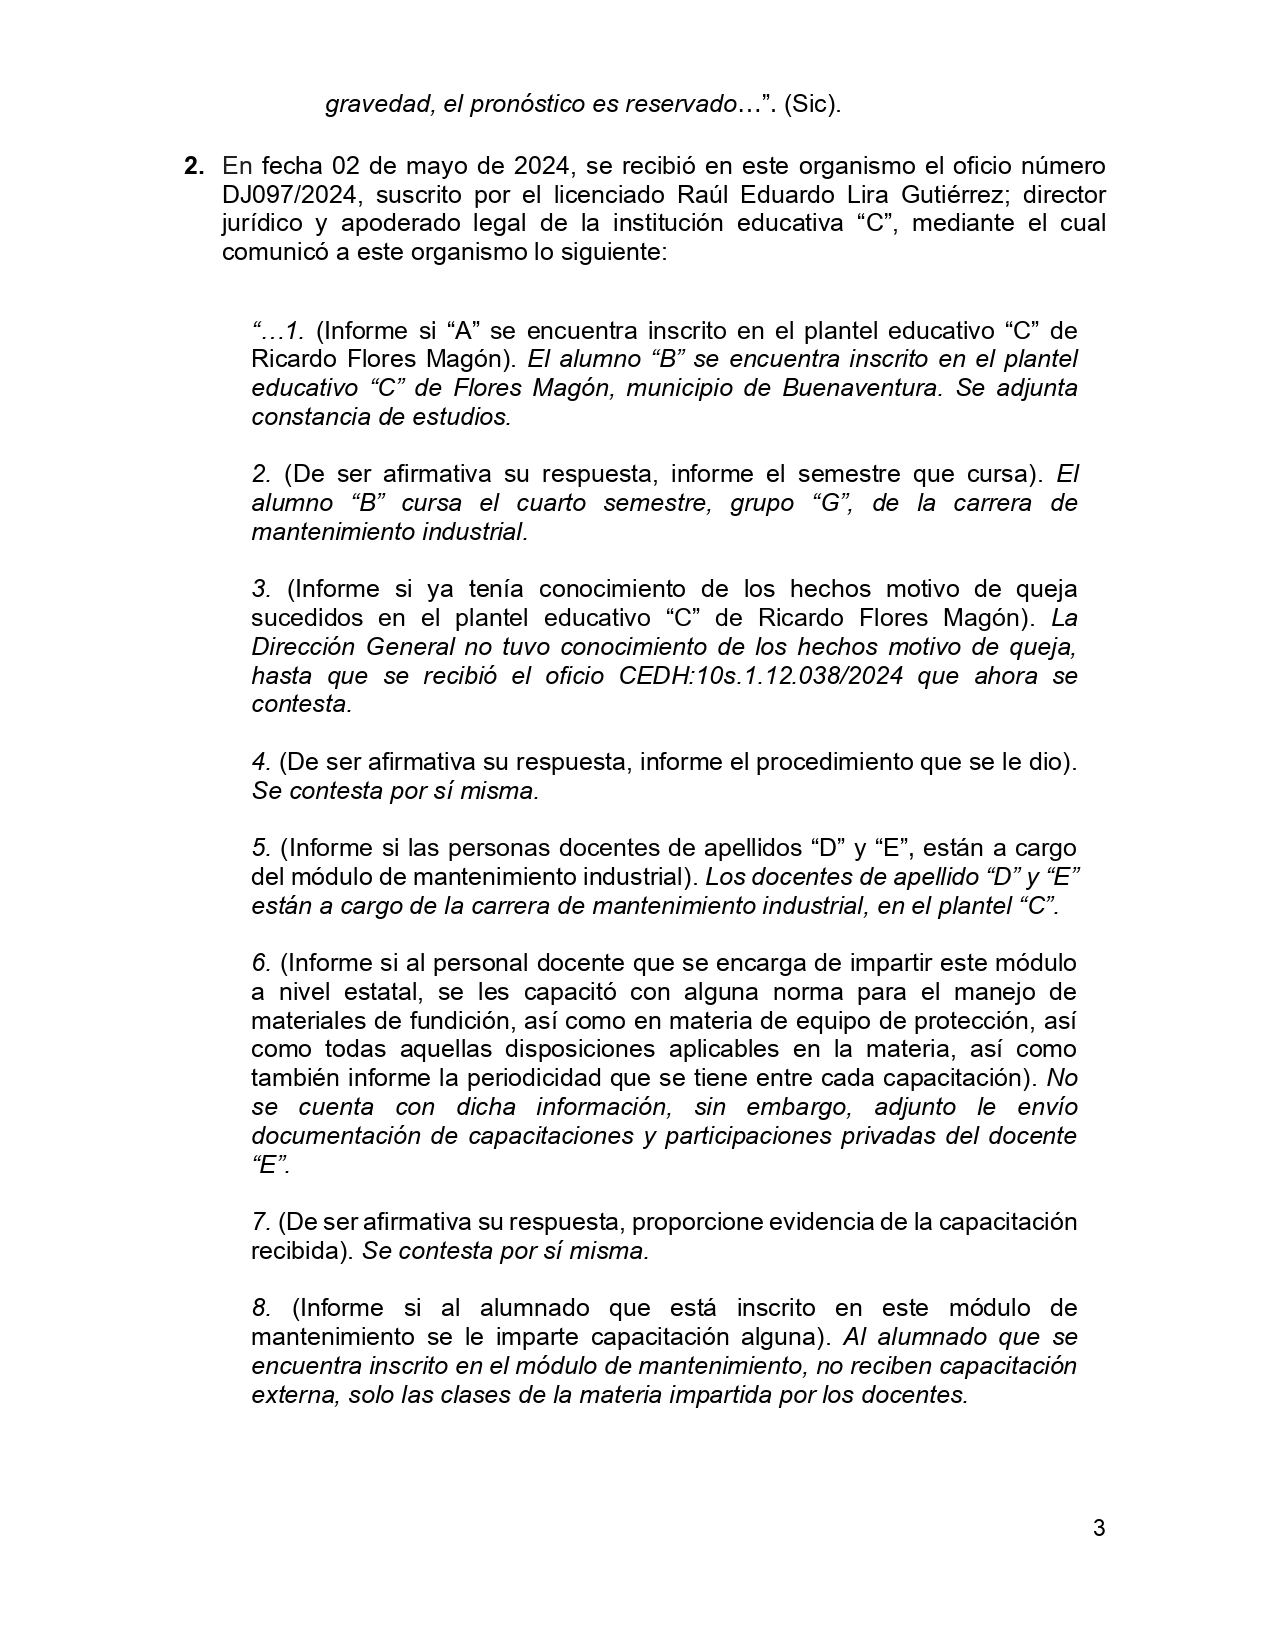 gravedad, el pronóstico es reservado…”. (Sic).
2. En fecha 02 de mayo de 2024, se recibió en este organismo el oficio número
DJ097/2024, suscrito por el licenciado Raúl Eduardo Lira Gutiérrez; director
jurídico y apoderado legal de la institución educativa “C”, mediante el cual
comunicó a este organismo lo siguiente:
“…1. (Informe si “A” se encuentra inscrito en el plantel educativo “C” de
Ricardo Flores Magón). El alumno “B” se encuentra inscrito en el plantel
educativo “C” de Flores Magón, municipio de Buenaventura. Se adjunta
constancia de estudios.
2. (De ser afirmativa su respuesta, informe el semestre que cursa). El
alumno “B” cursa el cuarto semestre, grupo “G”, de la carrera de
mantenimiento industrial.
3. (Informe si ya tenía conocimiento de los hechos motivo de queja
sucedidos en el plantel educativo “C” de Ricardo Flores Magón). La
Dirección General no tuvo conocimiento de los hechos motivo de queja,
hasta que se recibió el oficio CEDH:10s.1.12.038/2024 que ahora se
contesta.
4. (De ser afirmativa su respuesta, informe el procedimiento que se le dio).
Se contesta por sí misma.
5. (Informe si las personas docentes de apellidos “D” y “E”, están a cargo
del módulo de mantenimiento industrial). Los docentes de apellido “D” y “E”
están a cargo de la carrera de mantenimiento industrial, en el plantel “C”.
6. (Informe si al personal docente que se encarga de impartir este módulo
a nivel estatal, se les capacitó con alguna norma para el manejo de
materiales de fundición, así como en materia de equipo de protección, así
como todas aquellas disposiciones aplicables en la materia, así como
también informe la periodicidad que se tiene entre cada capacitación). No
se cuenta con dicha información, sin embargo, adjunto le envío
documentación de capacitaciones y participaciones privadas del docente
“E”.
7. (De ser afirmativa su respuesta, proporcione evidencia de la capacitación
recibida). Se contesta por sí misma.
8. (Informe si al alumnado que está inscrito en este módulo de
mantenimiento se le imparte capacitación alguna). Al alumnado que se
encuentra inscrito en el módulo de mantenimiento, no reciben capacitación
externa, solo las clases de la materia impartida por los docentes.
3